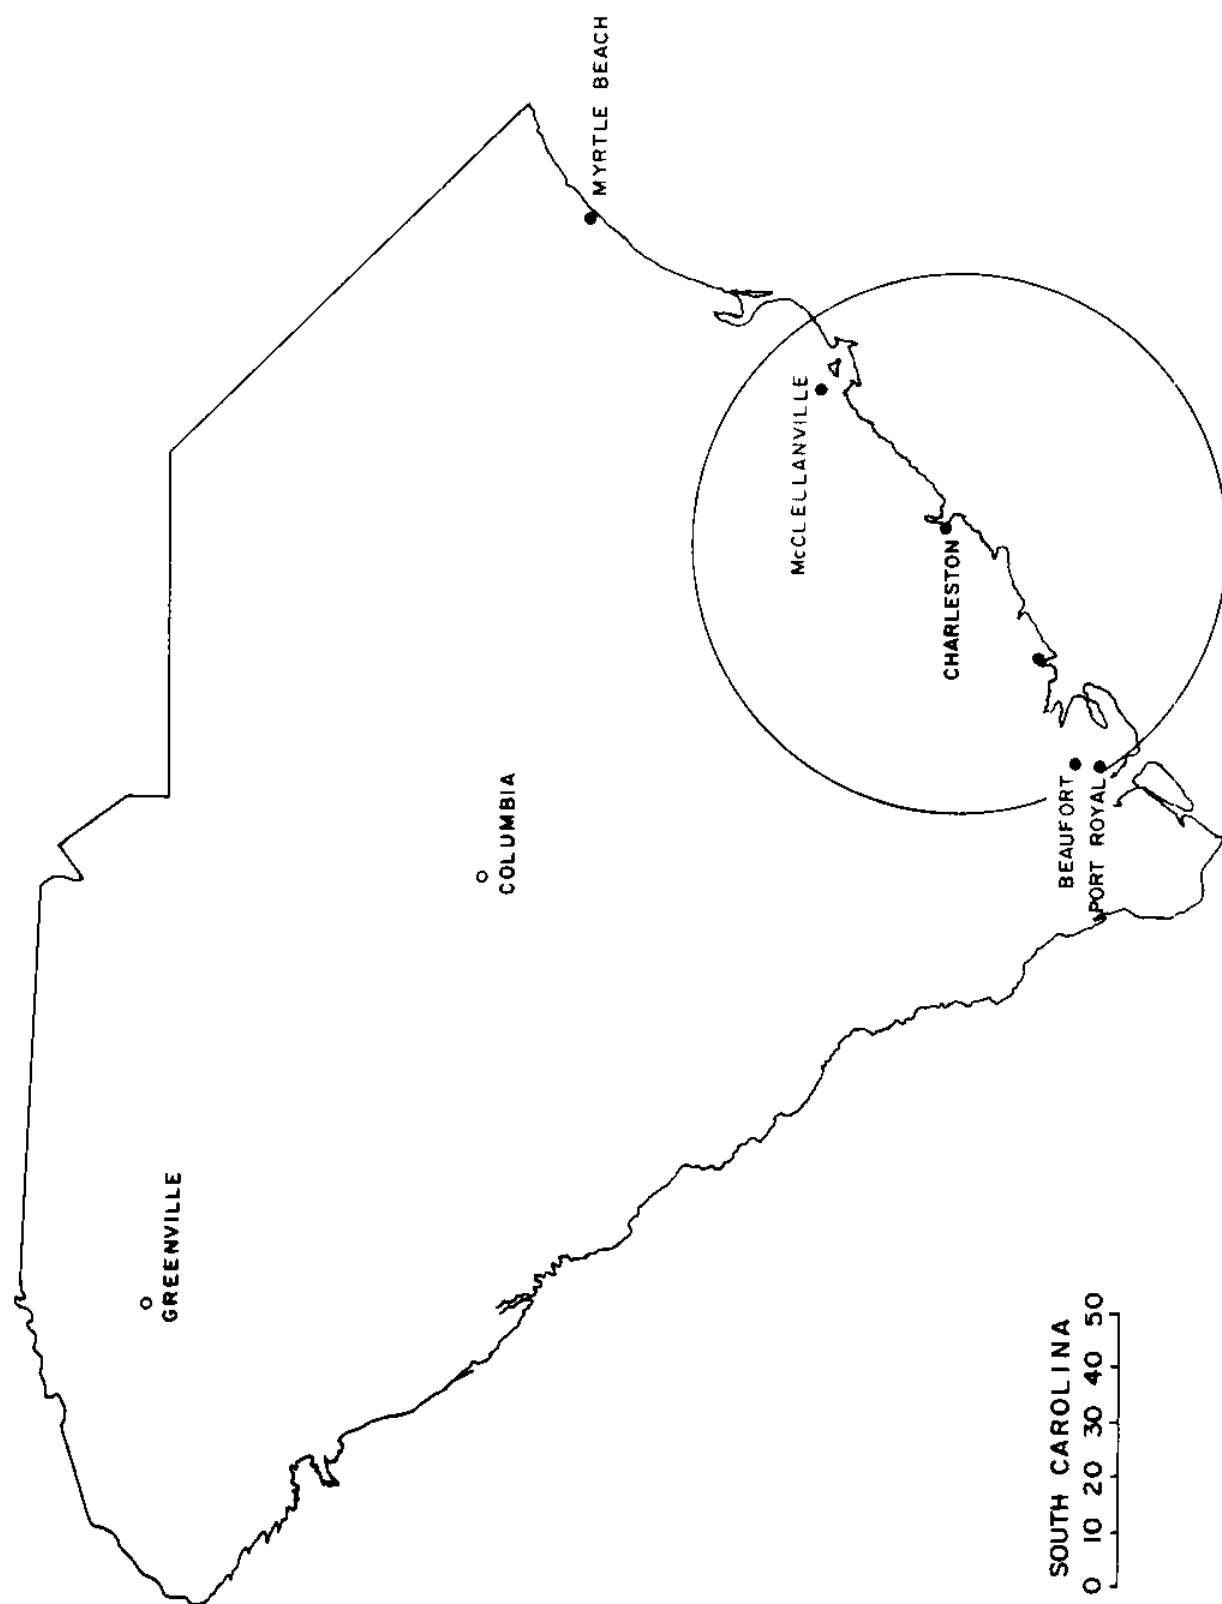 GREENVILLE
COLUMBIA
MYRTLE BEACH
McCLELLANVILLE
CHARLESTON
BEAUFORT
PORT ROYAL
SOUTH CAROLINA
0 10 20 30 40 50